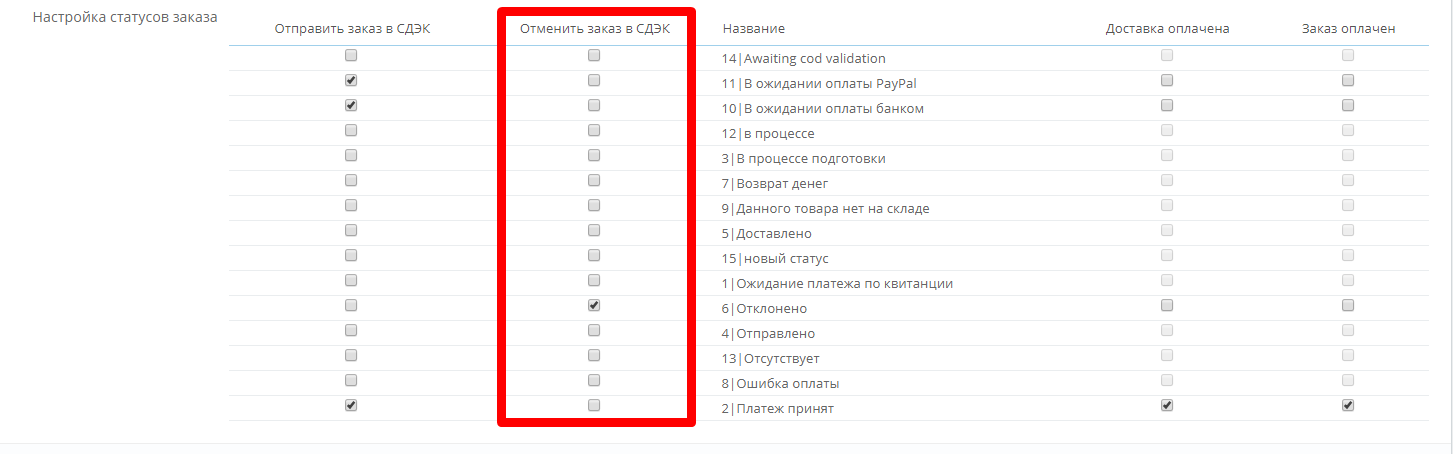 Настройка статусов заказа
Отправить заказ в СДЭК Отменить заказ в СДЭК Название Доставка оплачена Заказ оплачен
14|Awaiting cod validation
11|В ожидании оплаты PayPal
10|В ожидании оплаты банком
12|в процессе
3|В процессе подготовки
7|Возврат денег
9|Данного товара нет на складе
5|Доставлено
15|новый статус
1|Ожидание платежа по квитанции
6|Отклонено
4|Отправлено
13|Отсутствует
8|Ошибка оплаты
2|Платеж принят